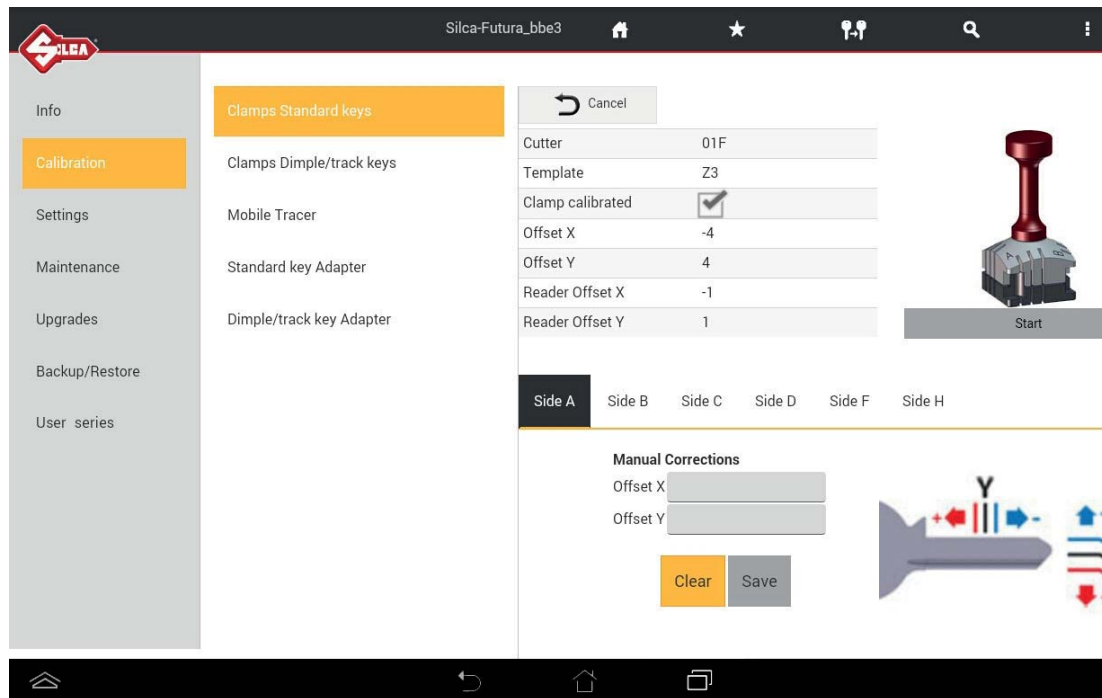 Silca-Futura_bbe3
SILCA
Info
Calibration
Settings
Maintenance
Upgrades
Backup/Restore
User series
Clamps Standard keys
Clamps Dimple/track keys
Mobile Tracer
Standard key Adapter
Dimple/track key Adapter
Cancel
Cutter 01F
Template Z3
Clamp calibrated
Offset X -4
Offset Y 4
Reader Offset X -1
Reader Offset Y 1
A B
Start
Side A Side B Side C Side D Side F Side H
Manual Corrections
Offset X
Offset Y
Clear Save
Y
+ -